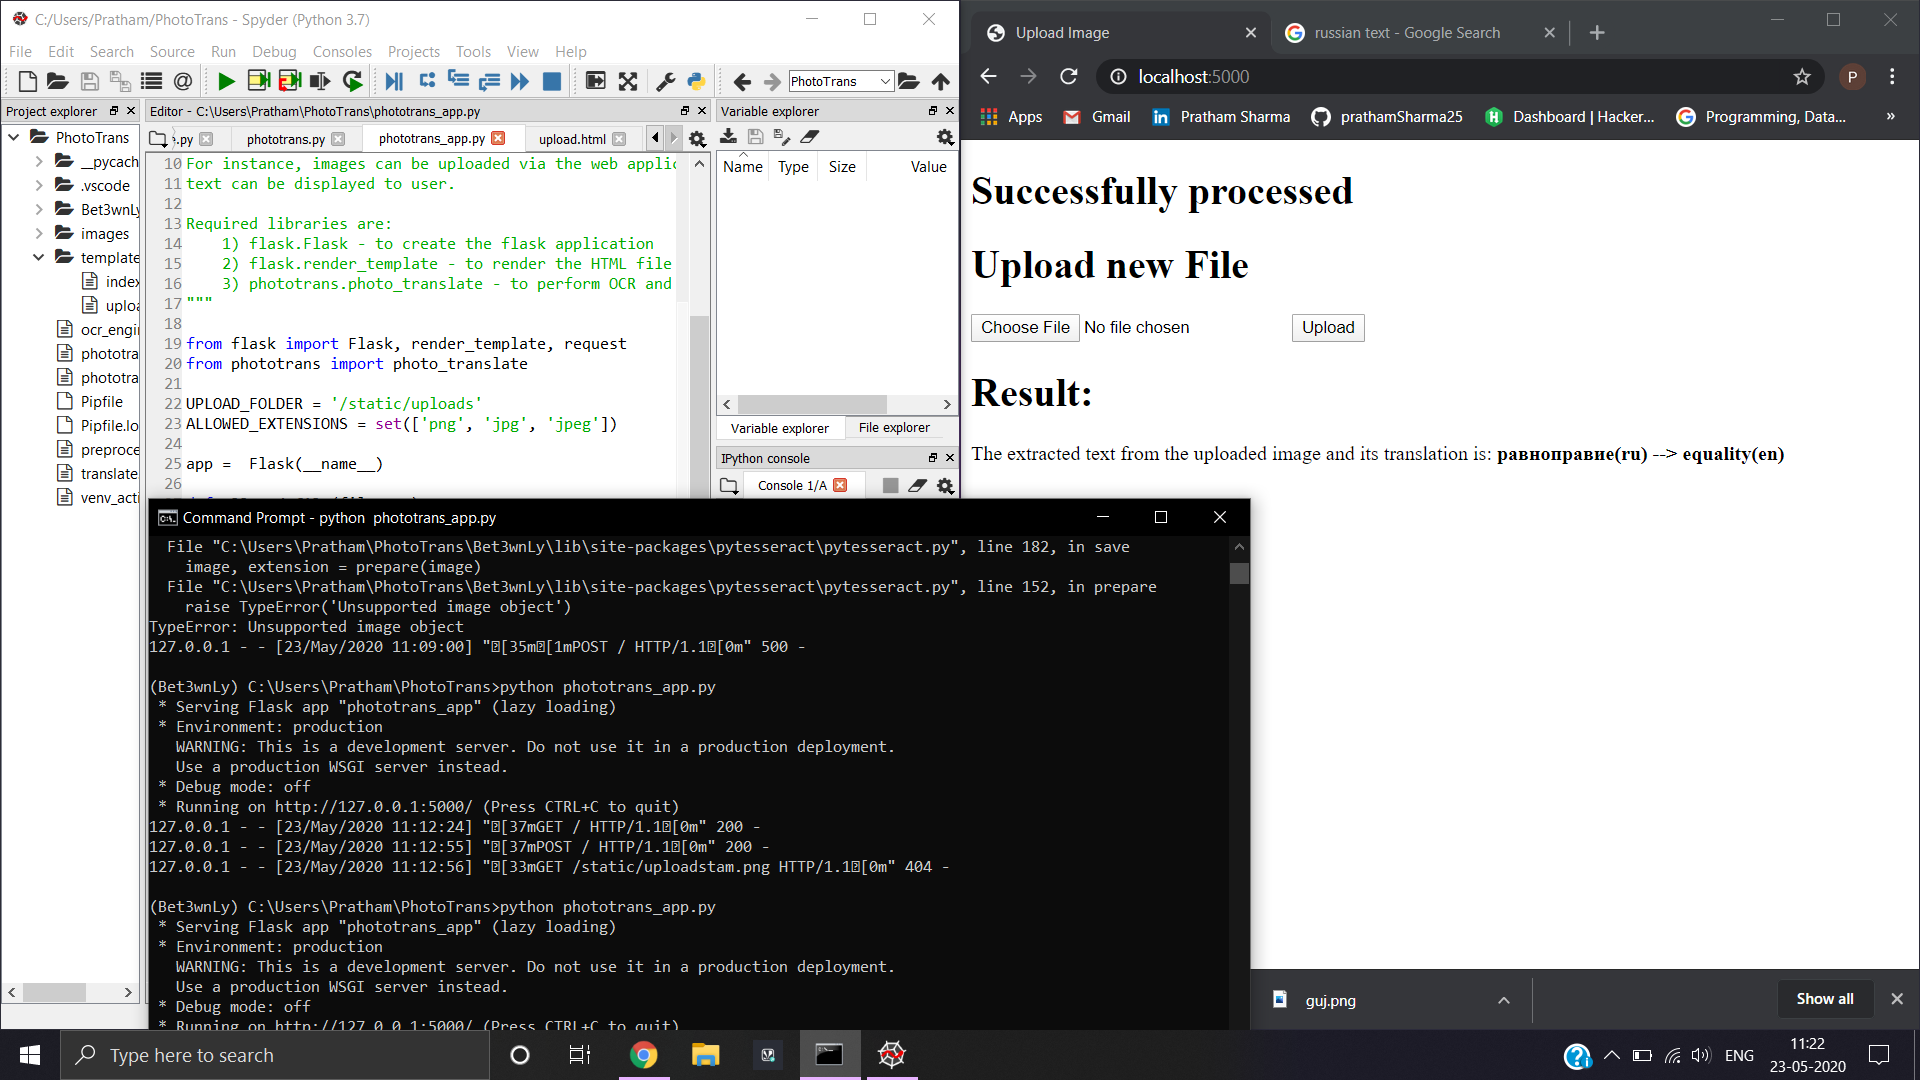 C:/Users/Pratham/PhotoTrans - Spyder (Python 3.7)
File Edit Search Source Run Debug Consoles Projects Tools View Help
PhotoTrans
Project explorer
PhotoTrans
__pycach
.vscode
Bet3wnLy
images
template
index
uploa
ocr_engi
phototra
phototra
Pipfile
Pipfile.lo
preproce
translate
venv_acti
Editor - C:\Users\Pratham\PhotoTrans\phototrans_app.py
.py phototrans.py phototrans_app.py upload.html
10 For instance, images can be uploaded via the web applic
11 text can be displayed to user.
12
13 Required libraries are:
14 1) flask.Flask - to create the flask application
15 2) flask.render_template - to render the HTML file
16 3) phototrans.photo_translate - to perform OCR and
17 """
18
19 from flask import Flask, render_template, request
20 from phototrans import photo_translate
21
22 UPLOAD_FOLDER = '/static/uploads'
23 ALLOWED_EXTENSIONS = set(['png', 'jpg', 'jpeg'])
24
25 app =  Flask(__name__)
26
Variable explorer
Name Type Size Value
Variable explorer File explorer
IPython console
Console 1/A
Command Prompt - python  phototrans_app.py
File "C:\Users\Pratham\PhotoTrans\Bet3wnLy\lib\site-packages\pytesseract\pytesseract.py", line 182, in save
image, extension = prepare(image)
File "C:\Users\Pratham\PhotoTrans\Bet3wnLy\lib\site-packages\pytesseract\pytesseract.py", line 152, in prepare
raise TypeError('Unsupported image object')
TypeError: Unsupported image object
127.0.0.1 - - [23/May/2020 11:09:00] "[35m[1mPOST / HTTP/1.1[0m" 500 -
(Bet3wnLy) C:\Users\Pratham\PhotoTrans>python phototrans_app.py
* Serving Flask app "phototrans_app" (lazy loading)
* Environment: production
WARNING: This is a development server. Do not use it in a production deployment.
Use a production WSGI server instead.
* Debug mode: off
* Running on http://127.0.0.1:5000/ (Press CTRL+C to quit)
127.0.0.1 - - [23/May/2020 11:12:24] "[37mGET / HTTP/1.1[0m" 200 -
127.0.0.1 - - [23/May/2020 11:12:55] "[37mPOST / HTTP/1.1[0m" 200 -
127.0.0.1 - - [23/May/2020 11:12:56] "[33mGET /static/uploadstam.png HTTP/1.1[0m" 404 -
(Bet3wnLy) C:\Users\Pratham\PhotoTrans>python phototrans_app.py
* Serving Flask app "phototrans_app" (lazy loading)
* Environment: production
WARNING: This is a development server. Do not use it in a production deployment.
Use a production WSGI server instead.
* Debug mode: off
* Running on http://127.0.0.1:5000/ (Press CTRL+C to quit)
Upload Image russian text - Google Search
localhost:5000 P
Apps Gmail Pratham Sharma prathamSharma25 Dashboard | Hacker... Programming, Data... »
Successfully processed
Upload new File
Choose File No file chosen Upload
Result:
The extracted text from the uploaded image and its translation is: равноправие(ru) --> equality(en)
guj.png Show all
Type here to search
ENG
11:22
23-05-2020